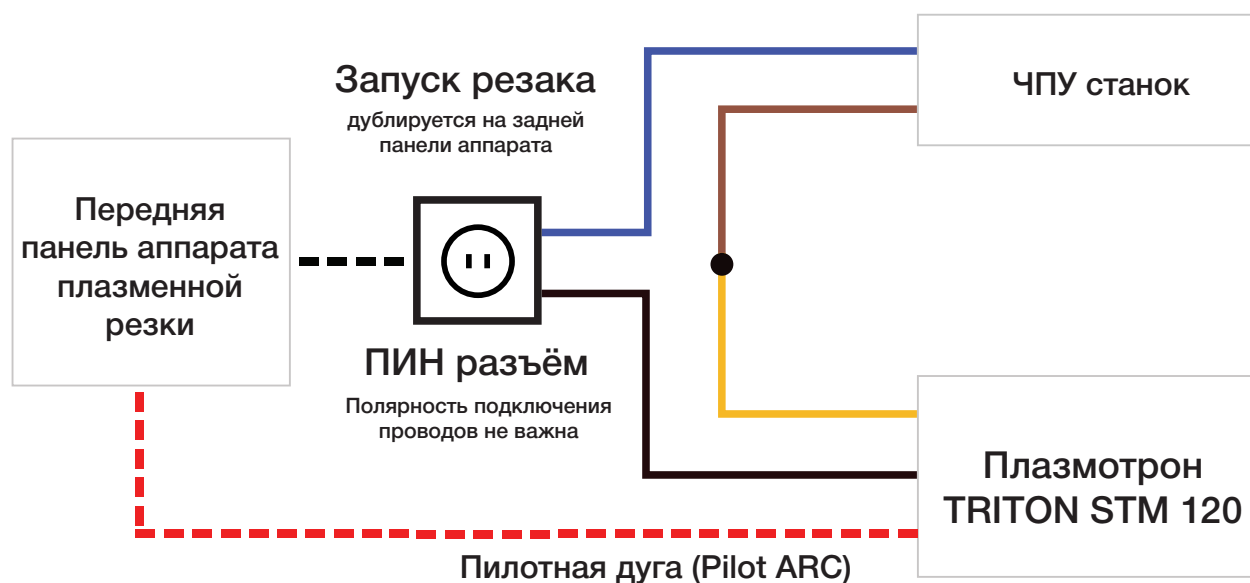 Запуск резака
дублируется на задней
панели аппарата
ЧПУ станок
Передняя
панель аппарата
плазменной
резки
ПИН разъём
Полярность подключения
проводов не важна
Плазмотрон
TRITON STM 120
Пилотная дуга (Pilot ARC)